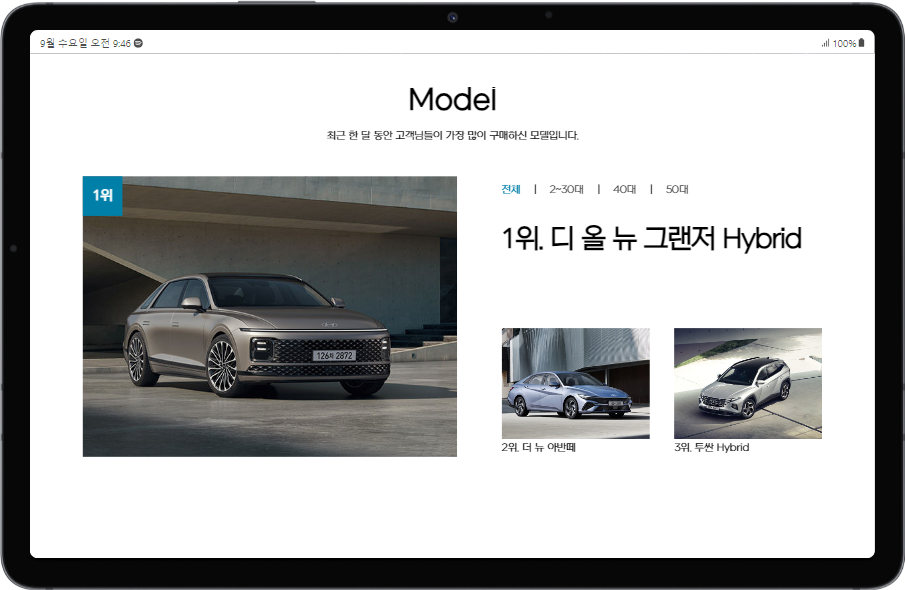 9월 수요일 오전 9:46
100%
Model
최근 한 달 동안 고객님들이 가장 많이 구매하신 모델입니다.
1위
전체 | 2~30대 | 40대 | 50대
1위. 디 올 뉴 그랜저 Hybrid
126하 2872
2위. 더 뉴 아반떼
3위. 투싼 Hybrid